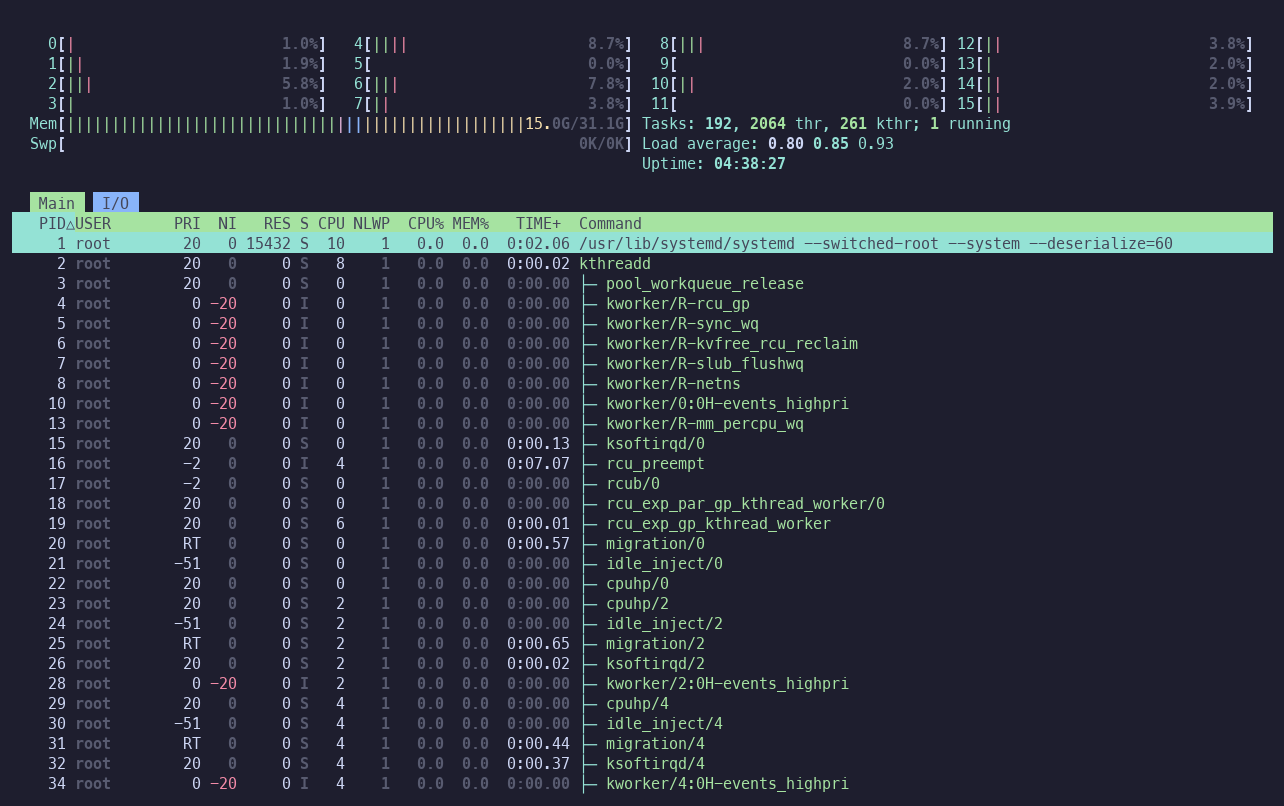 0[| 1.0%] 4[|||| 8.7%] 8[||| 8.7%] 12[|| 3.8%]
1[|| 1.9%] 5[ 0.0%] 9[ 0.0%] 13[| 2.0%]
2[||| 5.8%] 6[||| 7.8%] 10[|| 2.0%] 14[|| 2.0%]
3[| 1.0%] 7[|| 3.8%] 11[ 0.0%] 15[|| 3.9%]
Mem[|||||||||||||||||||||||||||||||||||||||||||||||||||15.0G/31.1G] Tasks: 192, 2064 thr, 261 kthr; 1 running
Swp[ 0K/0K] Load average: 0.80 0.85 0.93
Uptime: 04:38:27
Main I/O
PID△USER PRI NI RES S CPU NLWP CPU% MEM% TIME+ Command
1 root 20 0 15432 S 10 1 0.0 0.0 0:02.06 /usr/lib/systemd/systemd --switched-root --system --deserialize=60
2 root 20 0 0 S 8 1 0.0 0.0 0:00.02 kthreadd
3 root 20 0 0 S 0 1 0.0 0.0 0:00.00 ├─ pool_workqueue_release
4 root 0 -20 0 I 0 1 0.0 0.0 0:00.00 ├─ kworker/R-rcu_gp
5 root 0 -20 0 I 0 1 0.0 0.0 0:00.00 ├─ kworker/R-sync_wq
6 root 0 -20 0 I 0 1 0.0 0.0 0:00.00 ├─ kworker/R-kvfree_rcu_reclaim
7 root 0 -20 0 I 0 1 0.0 0.0 0:00.00 ├─ kworker/R-slub_flushwq
8 root 0 -20 0 I 0 1 0.0 0.0 0:00.00 ├─ kworker/R-netns
10 root 0 -20 0 I 0 1 0.0 0.0 0:00.00 ├─ kworker/0:0H-events_highpri
13 root 0 -20 0 I 0 1 0.0 0.0 0:00.00 ├─ kworker/R-mm_percpu_wq
15 root 20 0 0 S 0 1 0.0 0.0 0:00.13 ├─ ksoftirqd/0
16 root -2 0 0 I 4 1 0.0 0.0 0:07.07 ├─ rcu_preempt
17 root -2 0 0 S 0 1 0.0 0.0 0:00.00 ├─ rcub/0
18 root 20 0 0 S 0 1 0.0 0.0 0:00.00 ├─ rcu_exp_par_gp_kthread_worker/0
19 root 20 0 0 S 6 1 0.0 0.0 0:00.01 ├─ rcu_exp_gp_kthread_worker
20 root RT 0 0 S 0 1 0.0 0.0 0:00.57 ├─ migration/0
21 root -51 0 0 S 0 1 0.0 0.0 0:00.00 ├─ idle_inject/0
22 root 20 0 0 S 0 1 0.0 0.0 0:00.00 ├─ cpuhp/0
23 root 20 0 0 S 2 1 0.0 0.0 0:00.00 ├─ cpuhp/2
24 root -51 0 0 S 2 1 0.0 0.0 0:00.00 ├─ idle_inject/2
25 root RT 0 0 S 2 1 0.0 0.0 0:00.65 ├─ migration/2
26 root 20 0 0 S 2 1 0.0 0.0 0:00.02 ├─ ksoftirqd/2
28 root 0 -20 0 I 2 1 0.0 0.0 0:00.00 ├─ kworker/2:0H-events_highpri
29 root 20 0 0 S 4 1 0.0 0.0 0:00.00 ├─ cpuhp/4
30 root -51 0 0 S 4 1 0.0 0.0 0:00.00 ├─ idle_inject/4
31 root RT 0 0 S 4 1 0.0 0.0 0:00.44 ├─ migration/4
32 root 20 0 0 S 4 1 0.0 0.0 0:00.37 ├─ ksoftirqd/4
34 root 0 -20 0 I 4 1 0.0 0.0 0:00.00 ├─ kworker/4:0H-events_highpri